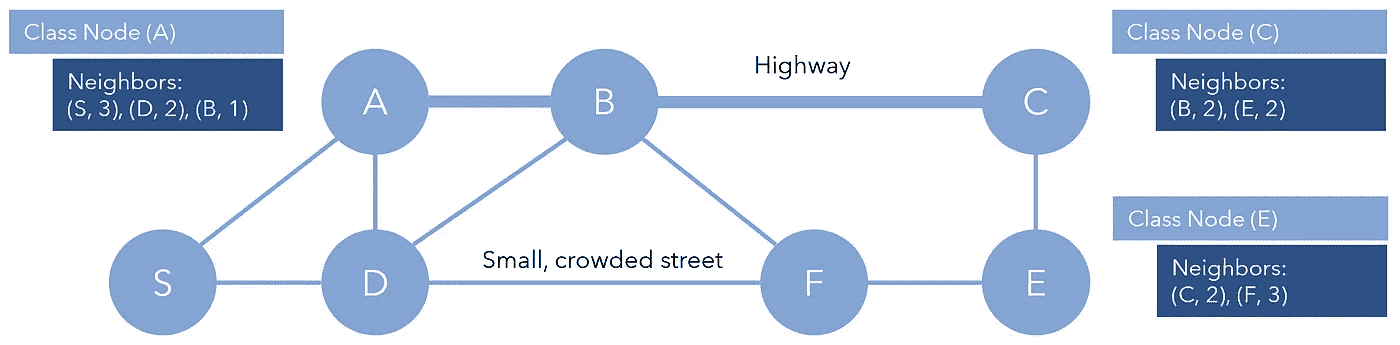 Class Node (A)
Neighbors:
(S, 3), (D, 2), (B, 1)
A
B
Highway
C
Class Node (C)
Neighbors:
(B, 2), (E, 2)
S
D
Small, crowded street
F
E
Class Node (E)
Neighbors:
(C, 2), (F, 3)